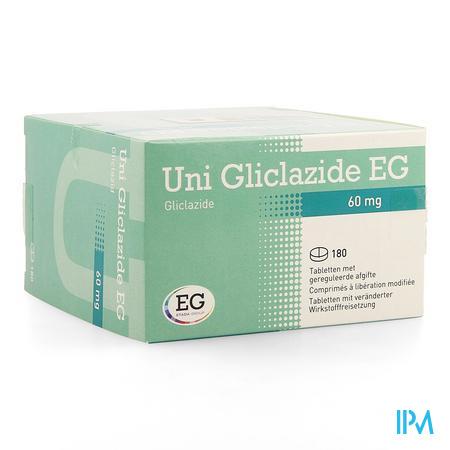 Uni Gliclazide EG
Gliclazide
60 mg
180
Tabletten met
gereguleerde afgifte
Comprimés à libération modifiée
Tabletten mit veränderter
Wirkstofffreisetzung
EG
STADA GROUP
Uni Gliclazide EG
Gliclazide
60 mg
180
IPM